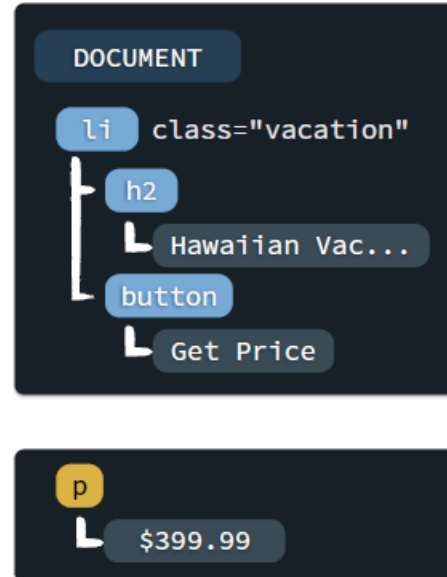 DOCUMENT
li class="vacation"
h2
Hawaiian Vac...
button
Get Price
p
$399.99